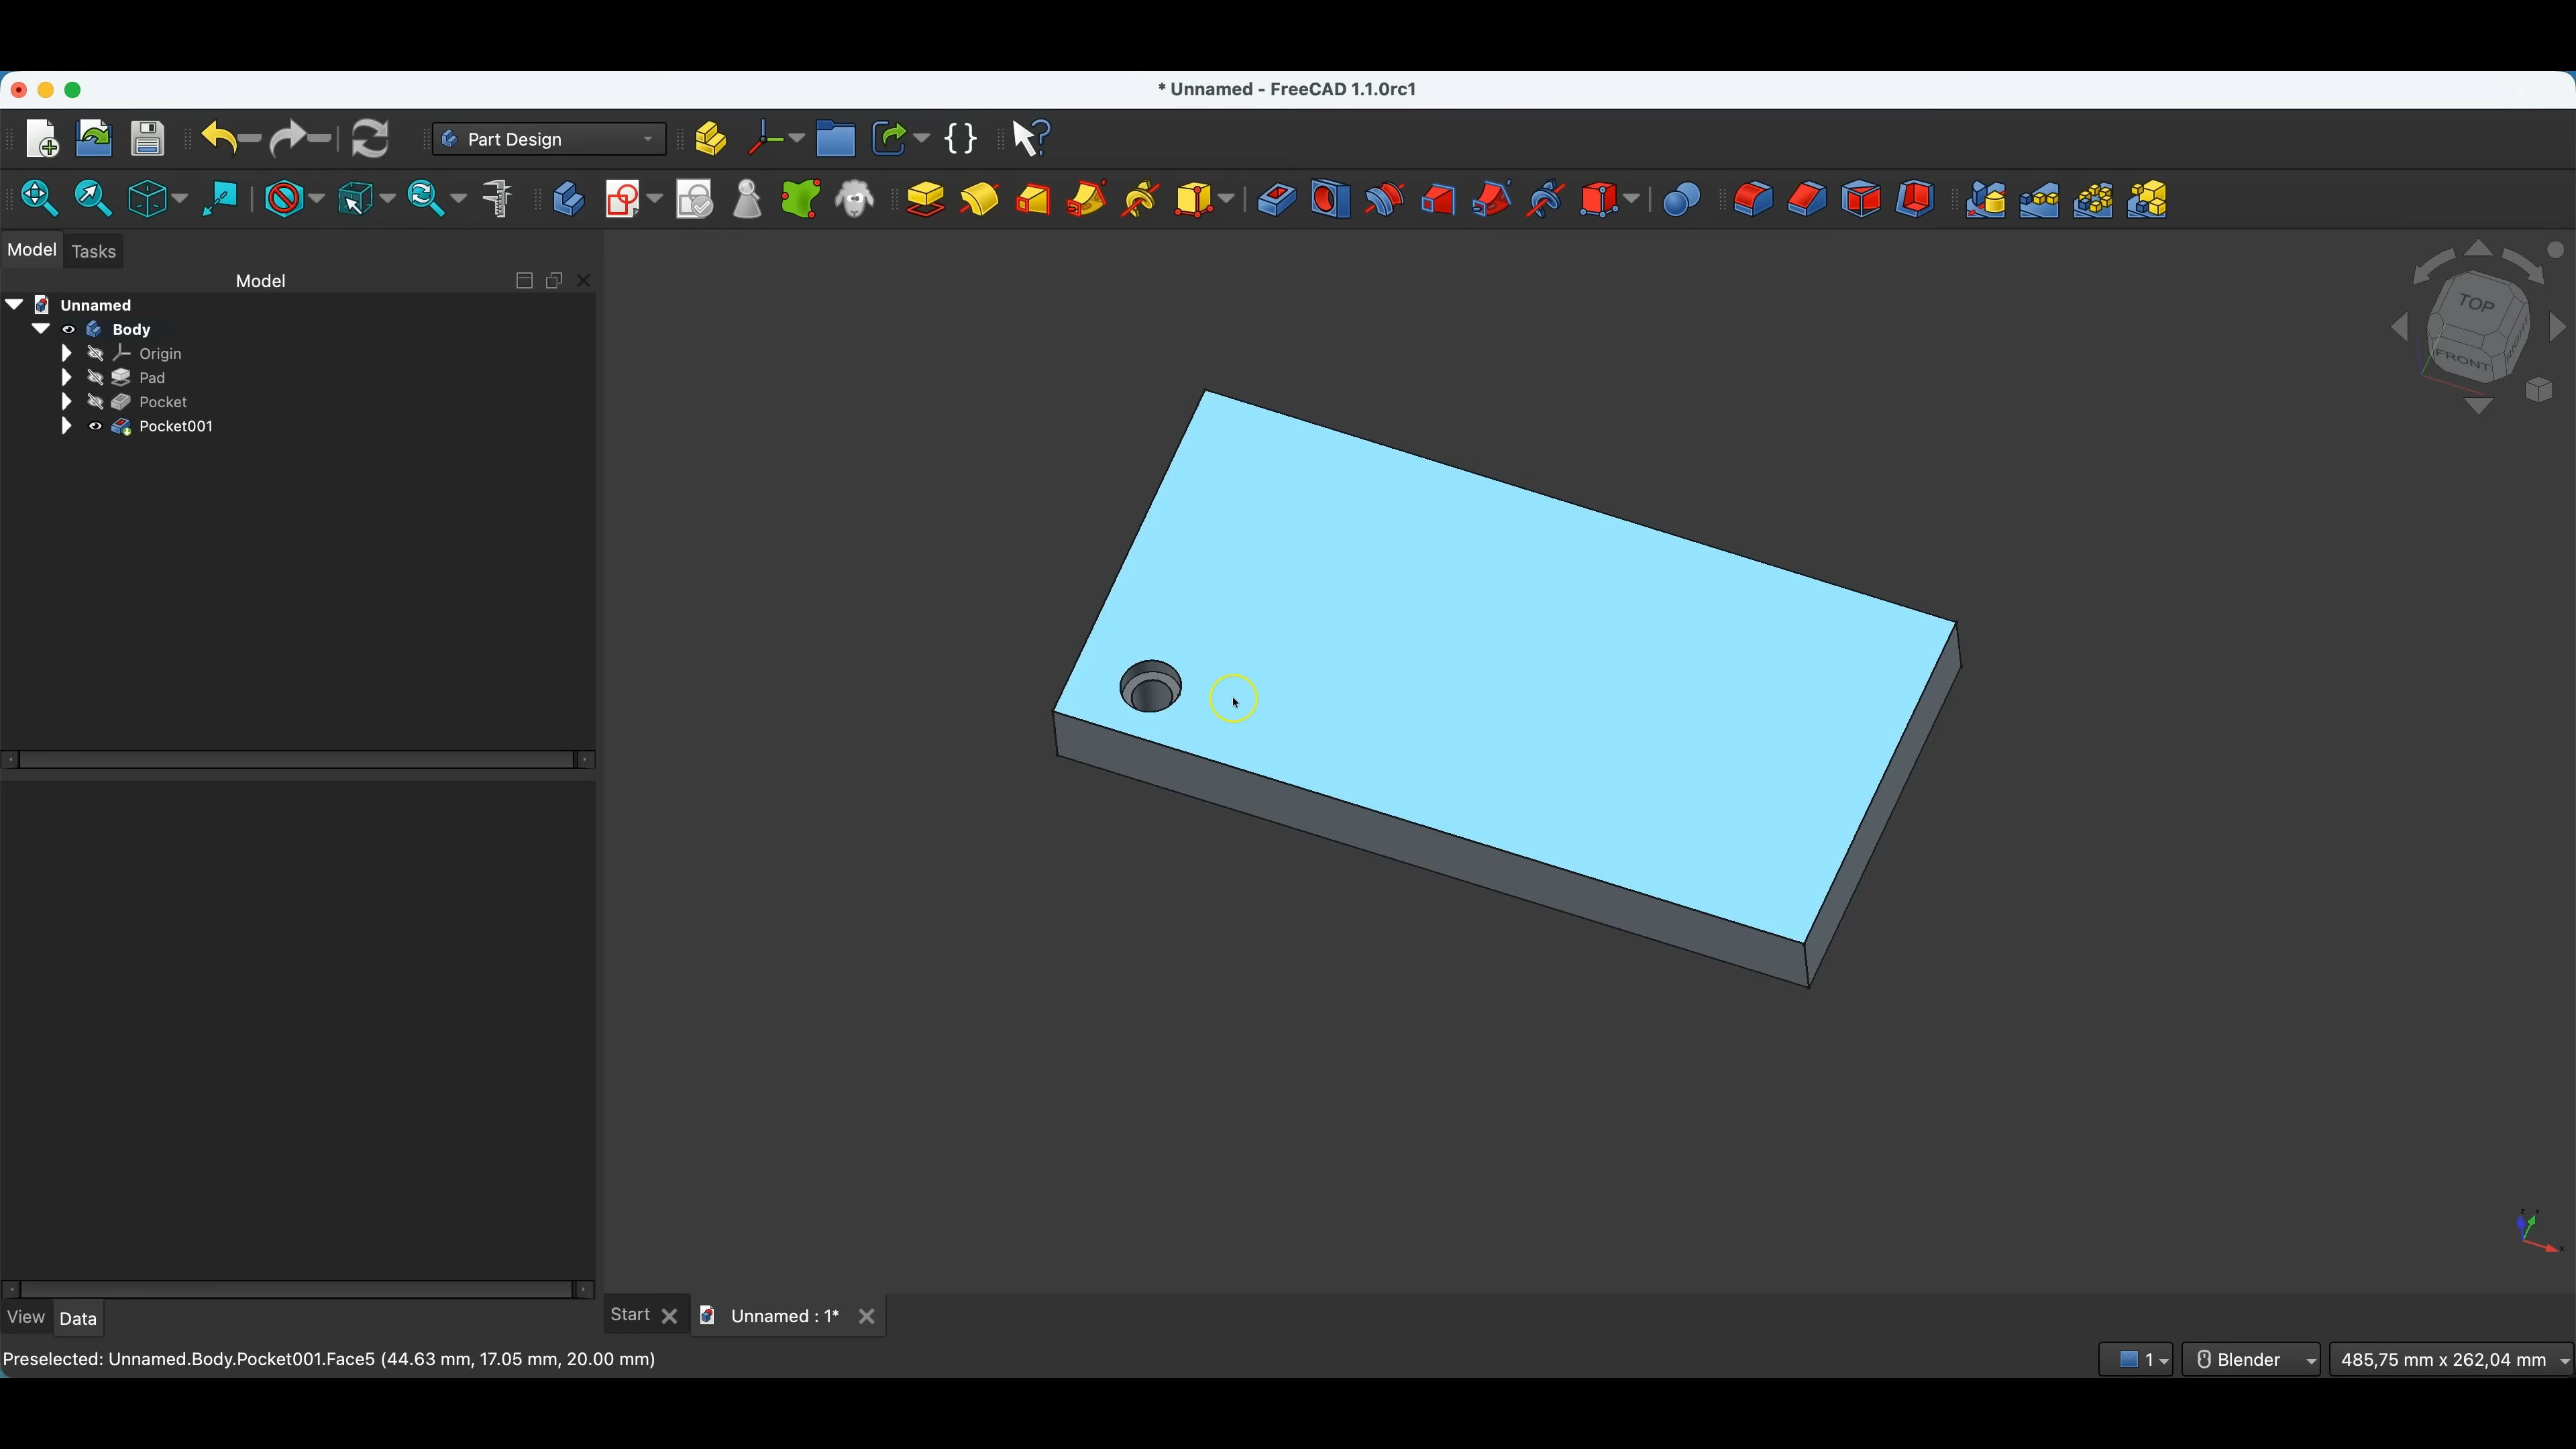 * Unnamed - FreeCAD 1.1.0rc1
Part Design
Model
Tasks
Model
Unnamed
Body
Origin
Pad
Pocket
Pocket001
TOP
FRONT
RIGHT
View
Data
Start
Unnamed : 1*
Preselected: Unnamed.Body.Pocket001.Face5 (44.63 mm, 17.05 mm, 20.00 mm)
1
Blender
485,75 mm x 262,04 mm